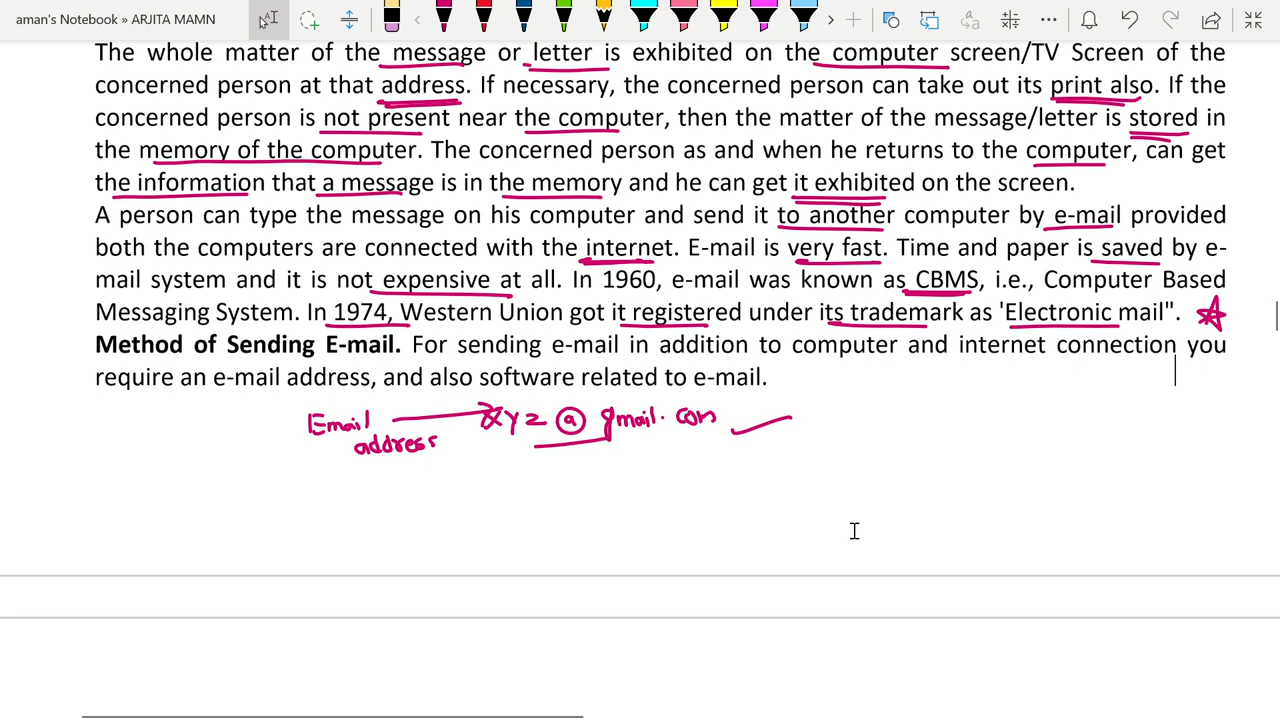 aman's Notebook » ARJITA MAMN
The whole matter of the message or letter is exhibited on the computer screen/TV Screen of the
concerned person at that address. If necessary, the concerned person can take out its print also. If the
concerned person is not present near the computer, then the matter of the message/letter is stored in
the memory of the computer. The concerned person as and when he returns to the computer, can get
the information that a message is in the memory and he can get it exhibited on the screen.
A person can type the message on his computer and send it to another computer by e-mail provided
both the computers are connected with the internet. E-mail is very fast. Time and paper is saved by e-
mail system and it is not expensive at all. In 1960, e-mail was known as CBMS, i.e., Computer Based
Messaging System. In 1974, Western Union got it registered under its trademark as 'Electronic mail".
Method of Sending E-mail. For sending e-mail in addition to computer and internet connection you
require an e-mail address, and also software related to e-mail.
Email → XYZ @ gmail. com
address